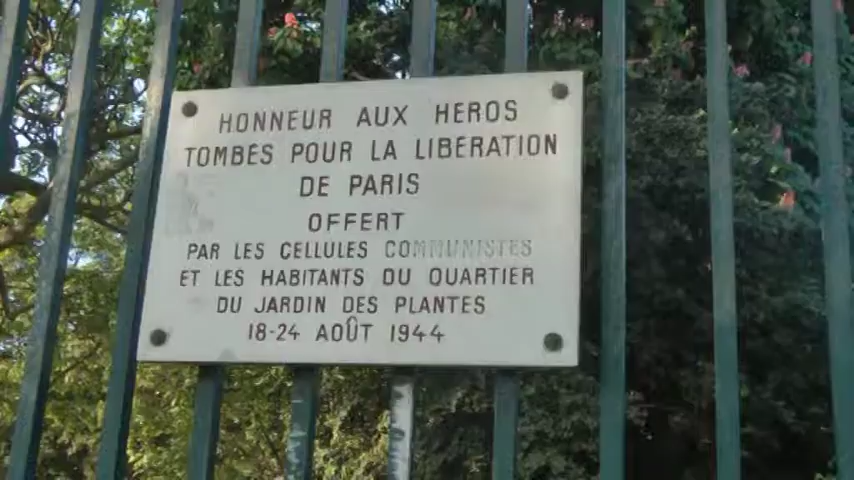 HONNEUR AUX HEROS
TOMBES POUR LA LIBERATION
DE PARIS
OFFERT
PAR LES CELLULES COMMUNISTES
ET LES HABITANTS DU QUARTIER
DU JARDIN DES PLANTES
18-24 AOÛT 1944